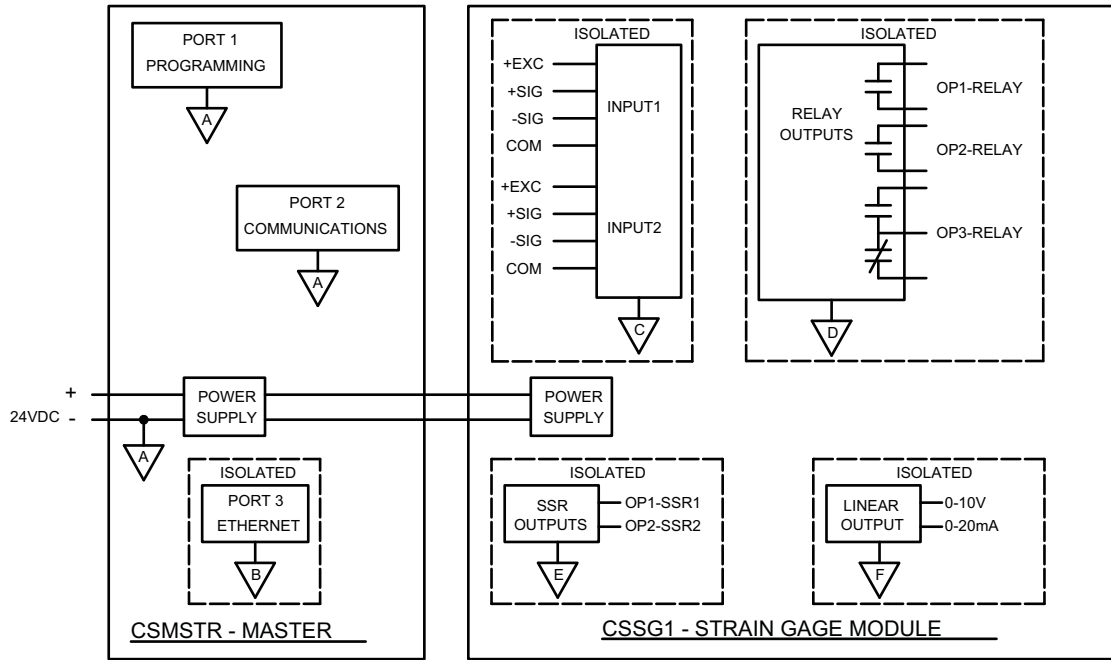 PORT 1
PROGRAMMING
A
PORT 2
COMMUNICATIONS
A
+
24VDC -
A
POWER
SUPPLY
ISOLATED
PORT 3
ETHERNET
B
CSMSTR - MASTER
ISOLATED
+EXC
+SIG
-SIG
COM
INPUT1
+EXC
+SIG
-SIG
COM
INPUT2
C
ISOLATED
RELAY
OUTPUTS
OP1-RELAY
OP2-RELAY
OP3-RELAY
D
POWER
SUPPLY
ISOLATED
SSR
OUTPUTS
OP1-SSR1
OP2-SSR2
E
ISOLATED
LINEAR
OUTPUT
0-10V
0-20mA
F
CSSG1 - STRAIN GAGE MODULE